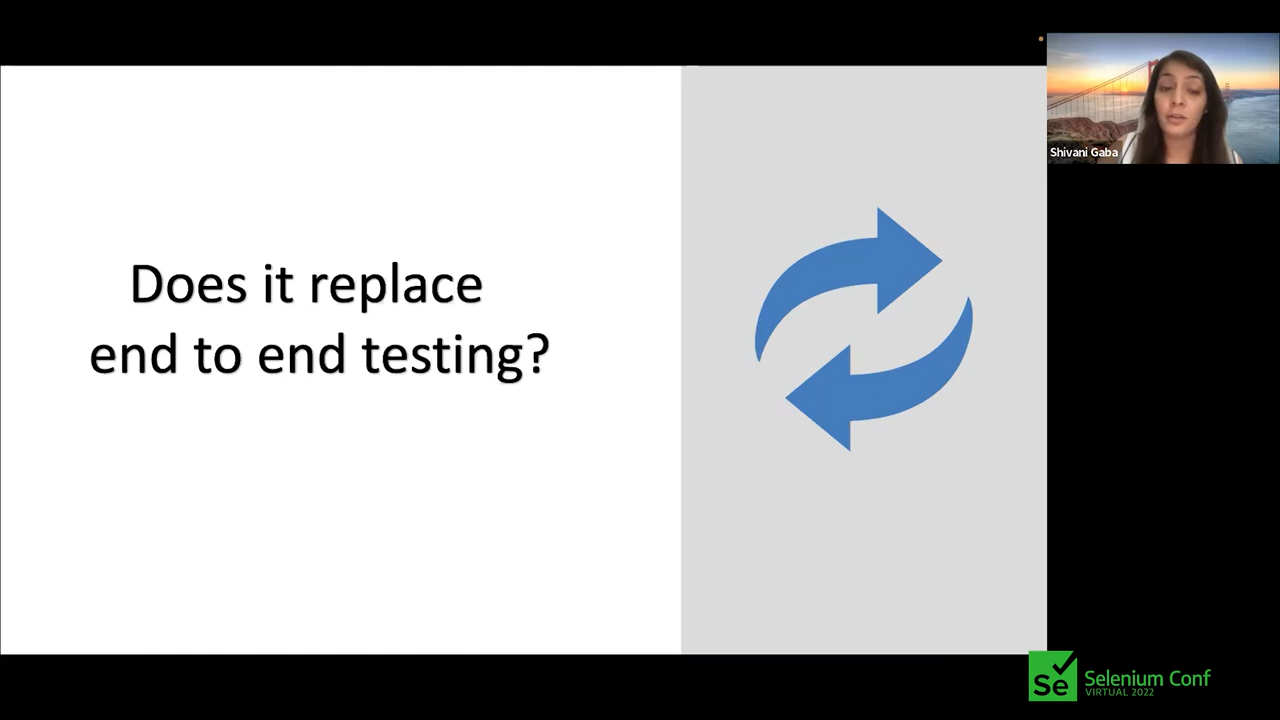 Does it replace
end to end testing?
Shivani Gaba
Se
Selenium Conf
VIRTUAL 2022